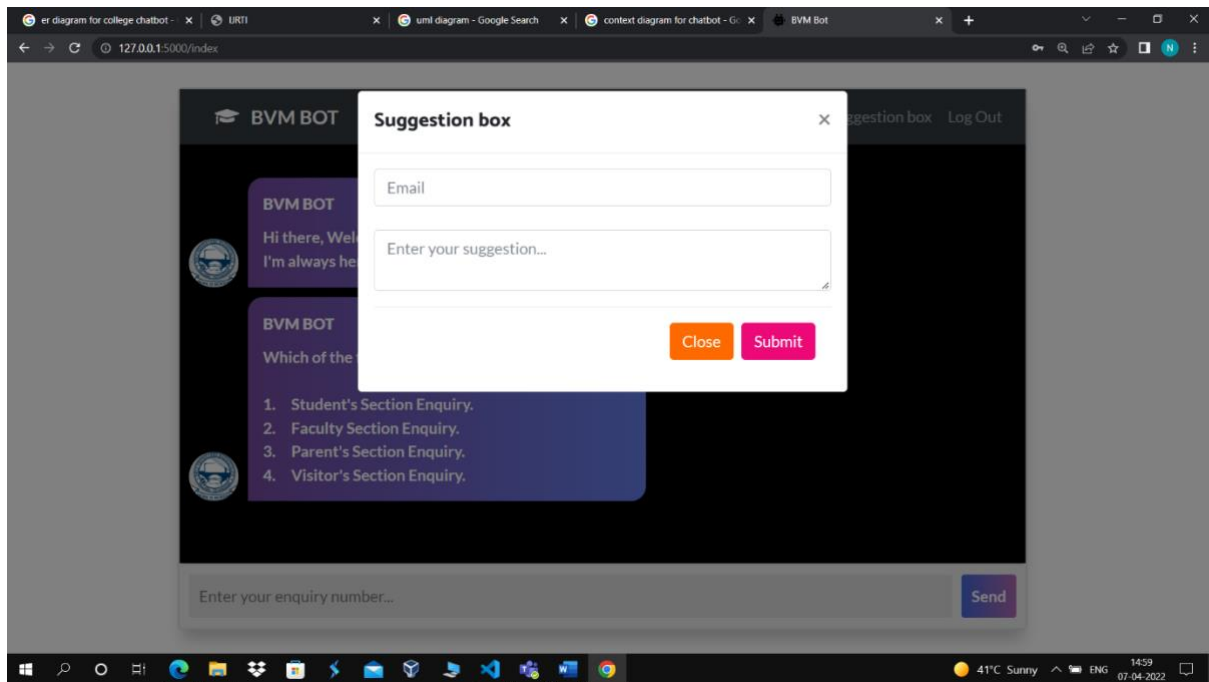 er diagram for college chatbot -
URTI
uml diagram - Google Search
context diagram for chatbot - Go
BVM Bot
127.0.0.1:5000/index
BVM BOT
Suggestion box
×
ggestion box
Log Out
Email
Enter your suggestion...
Close
Submit
BVM BOT
Hi there, Wel
I'm always he
BVM BOT
Which of the
1. Student's Section Enquiry.
2. Faculty Section Enquiry.
3. Parent's Section Enquiry.
4. Visitor's Section Enquiry.
Enter your enquiry number...
Send
N
41°C Sunny
ENG
14:59
07-04-2022